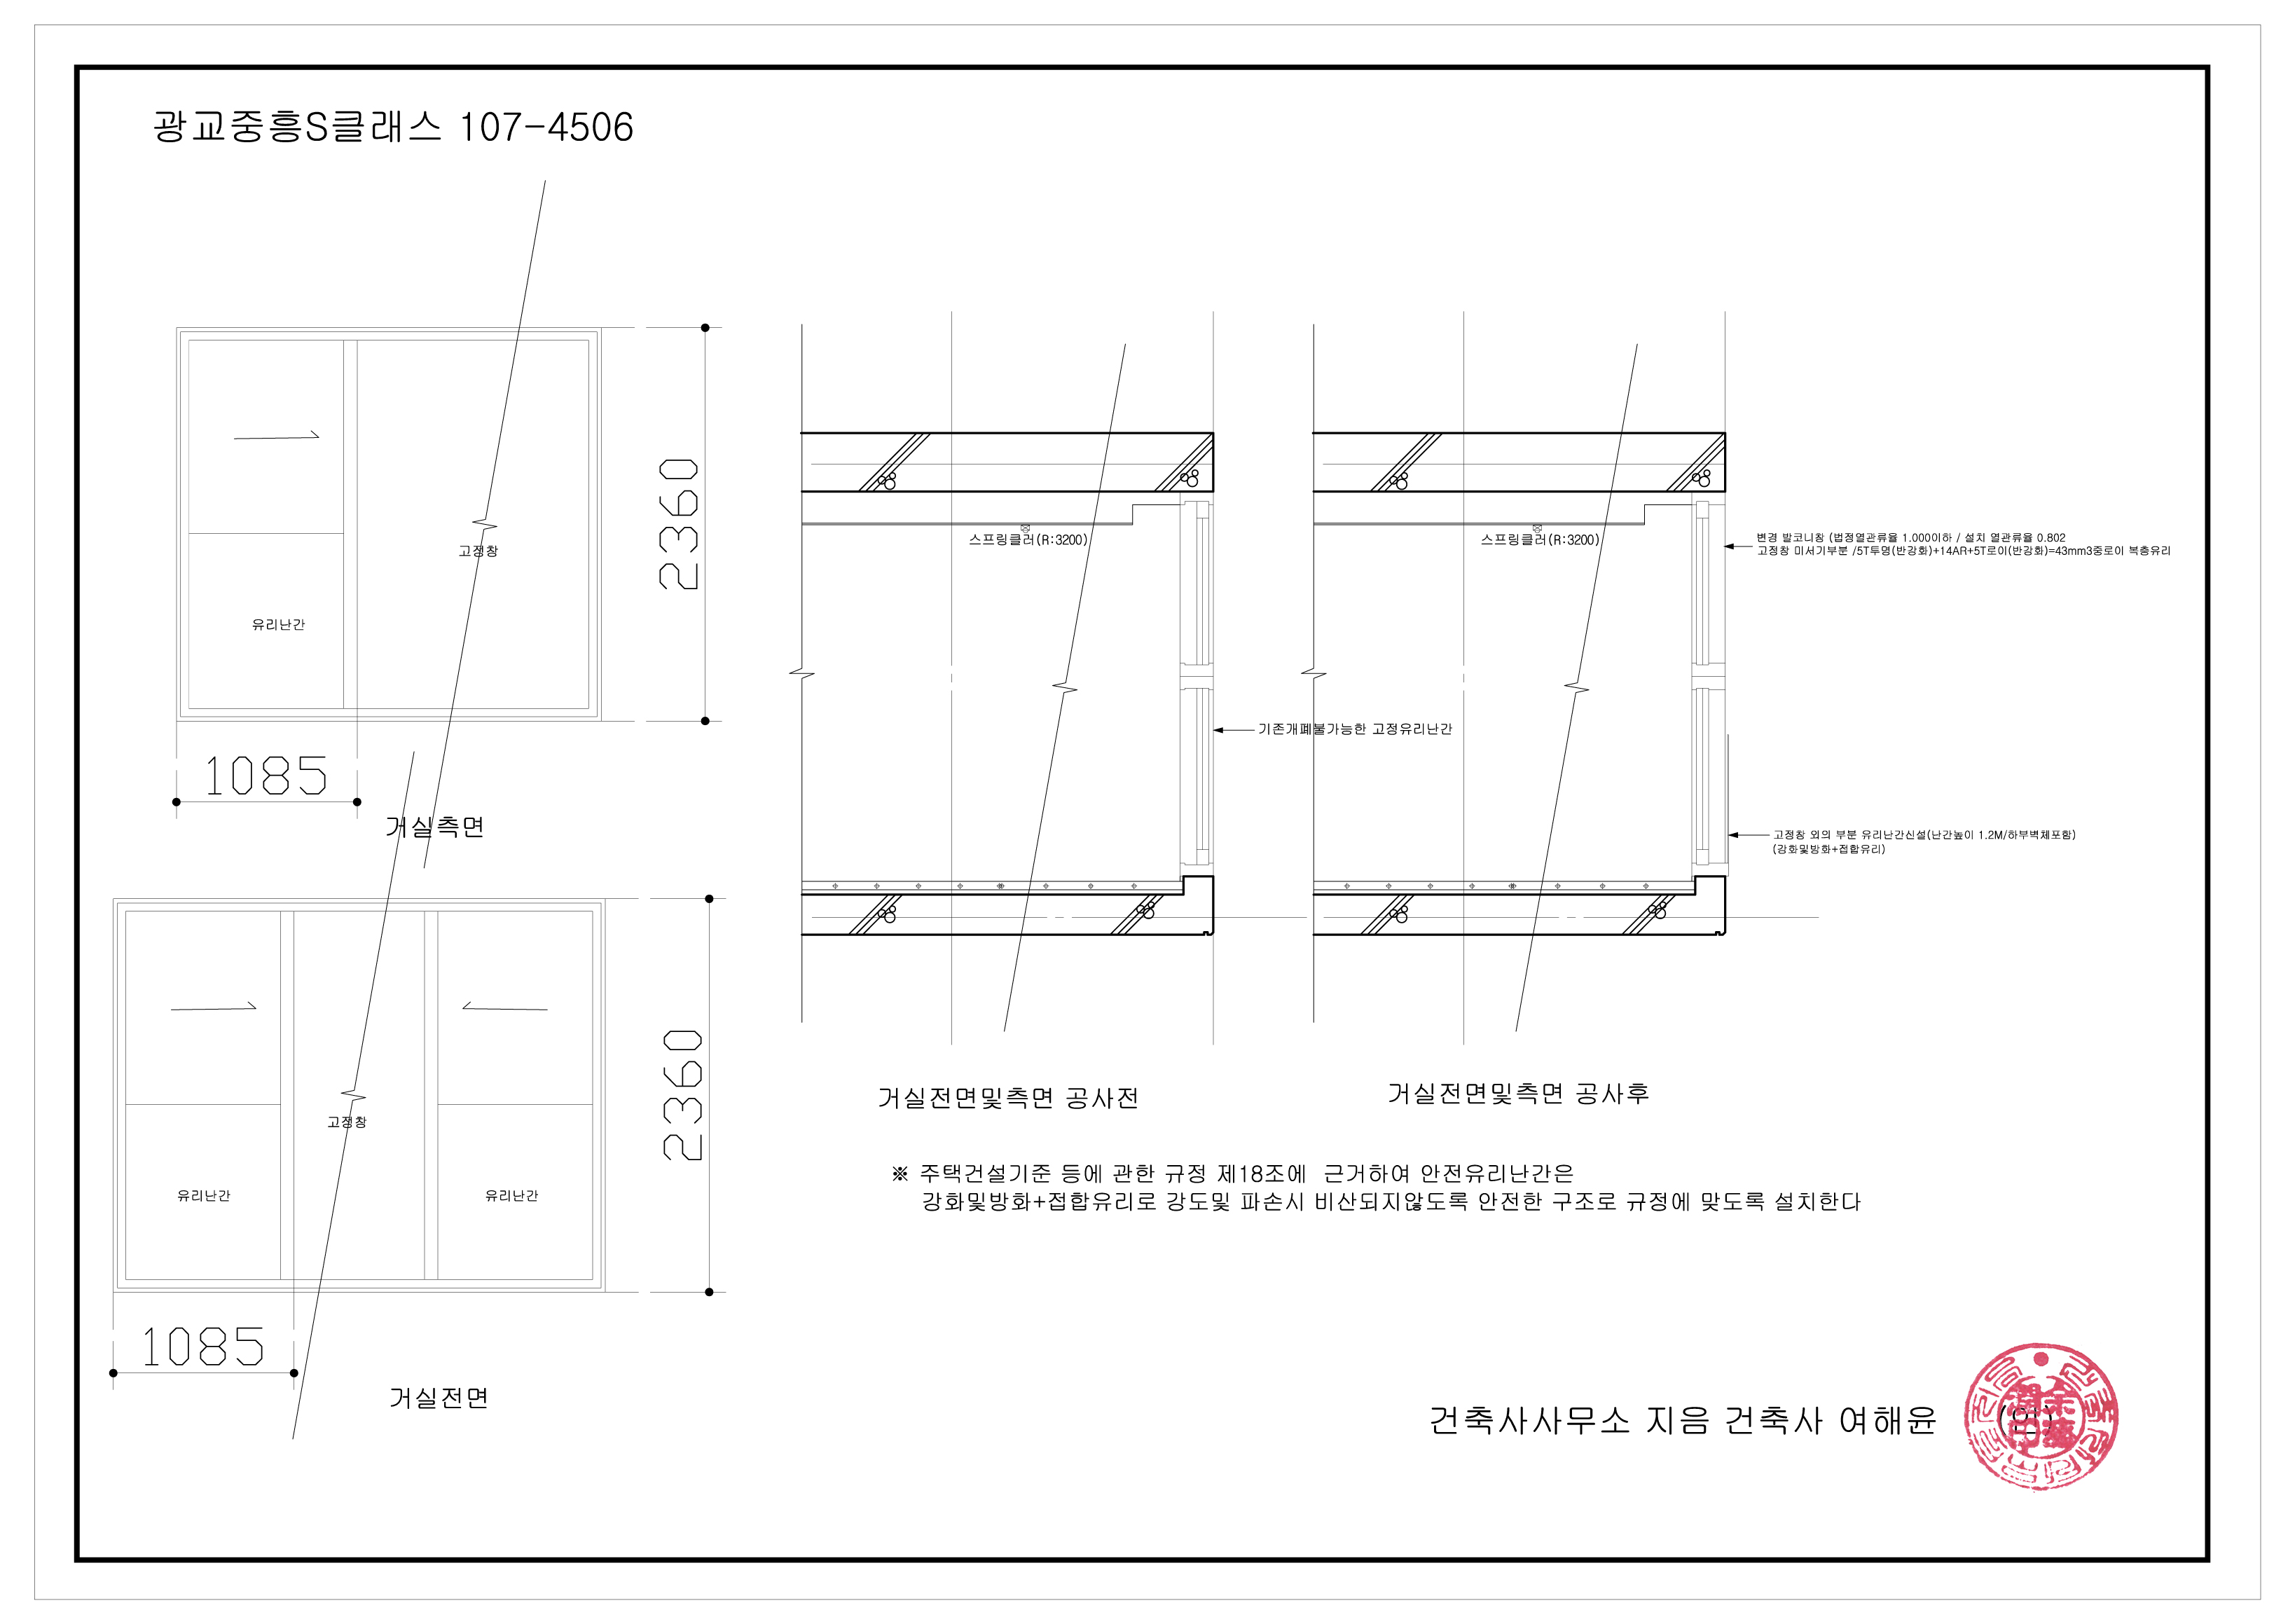 광교중흥S클래스 107-4506
고정창
유리난간
2360
1085
거실측면
고정창
유리난간
유리난간
2360
1085
거실전면
스프링클러(R:3200)
기존개폐불가능한 고정유리난간
거실전면및측면 공사전
스프링클러(R:3200)
변경 발코니창 (법정열관류율 1.000이하 / 설치 열관류율 0.802
고정창 미서기부분 /5T투명(반강화)+14AR+5T로이(반강화)=43mm3중로이 복층유리
고정창 외의 부분 유리난간신설(난간높이 1.2M/하부벽체포함)
(강화및방화+접합유리)
거실전면및측면 공사후
※ 주택건설기준 등에 관한 규정 제18조에 근거하여 안전유리난간은
강화및방화+접합유리로 강도및 파손시 비산되지않도록 안전한 구조로 규정에 맞도록 설치한다
건축사사무소 지음 건축사 여해윤 (인)